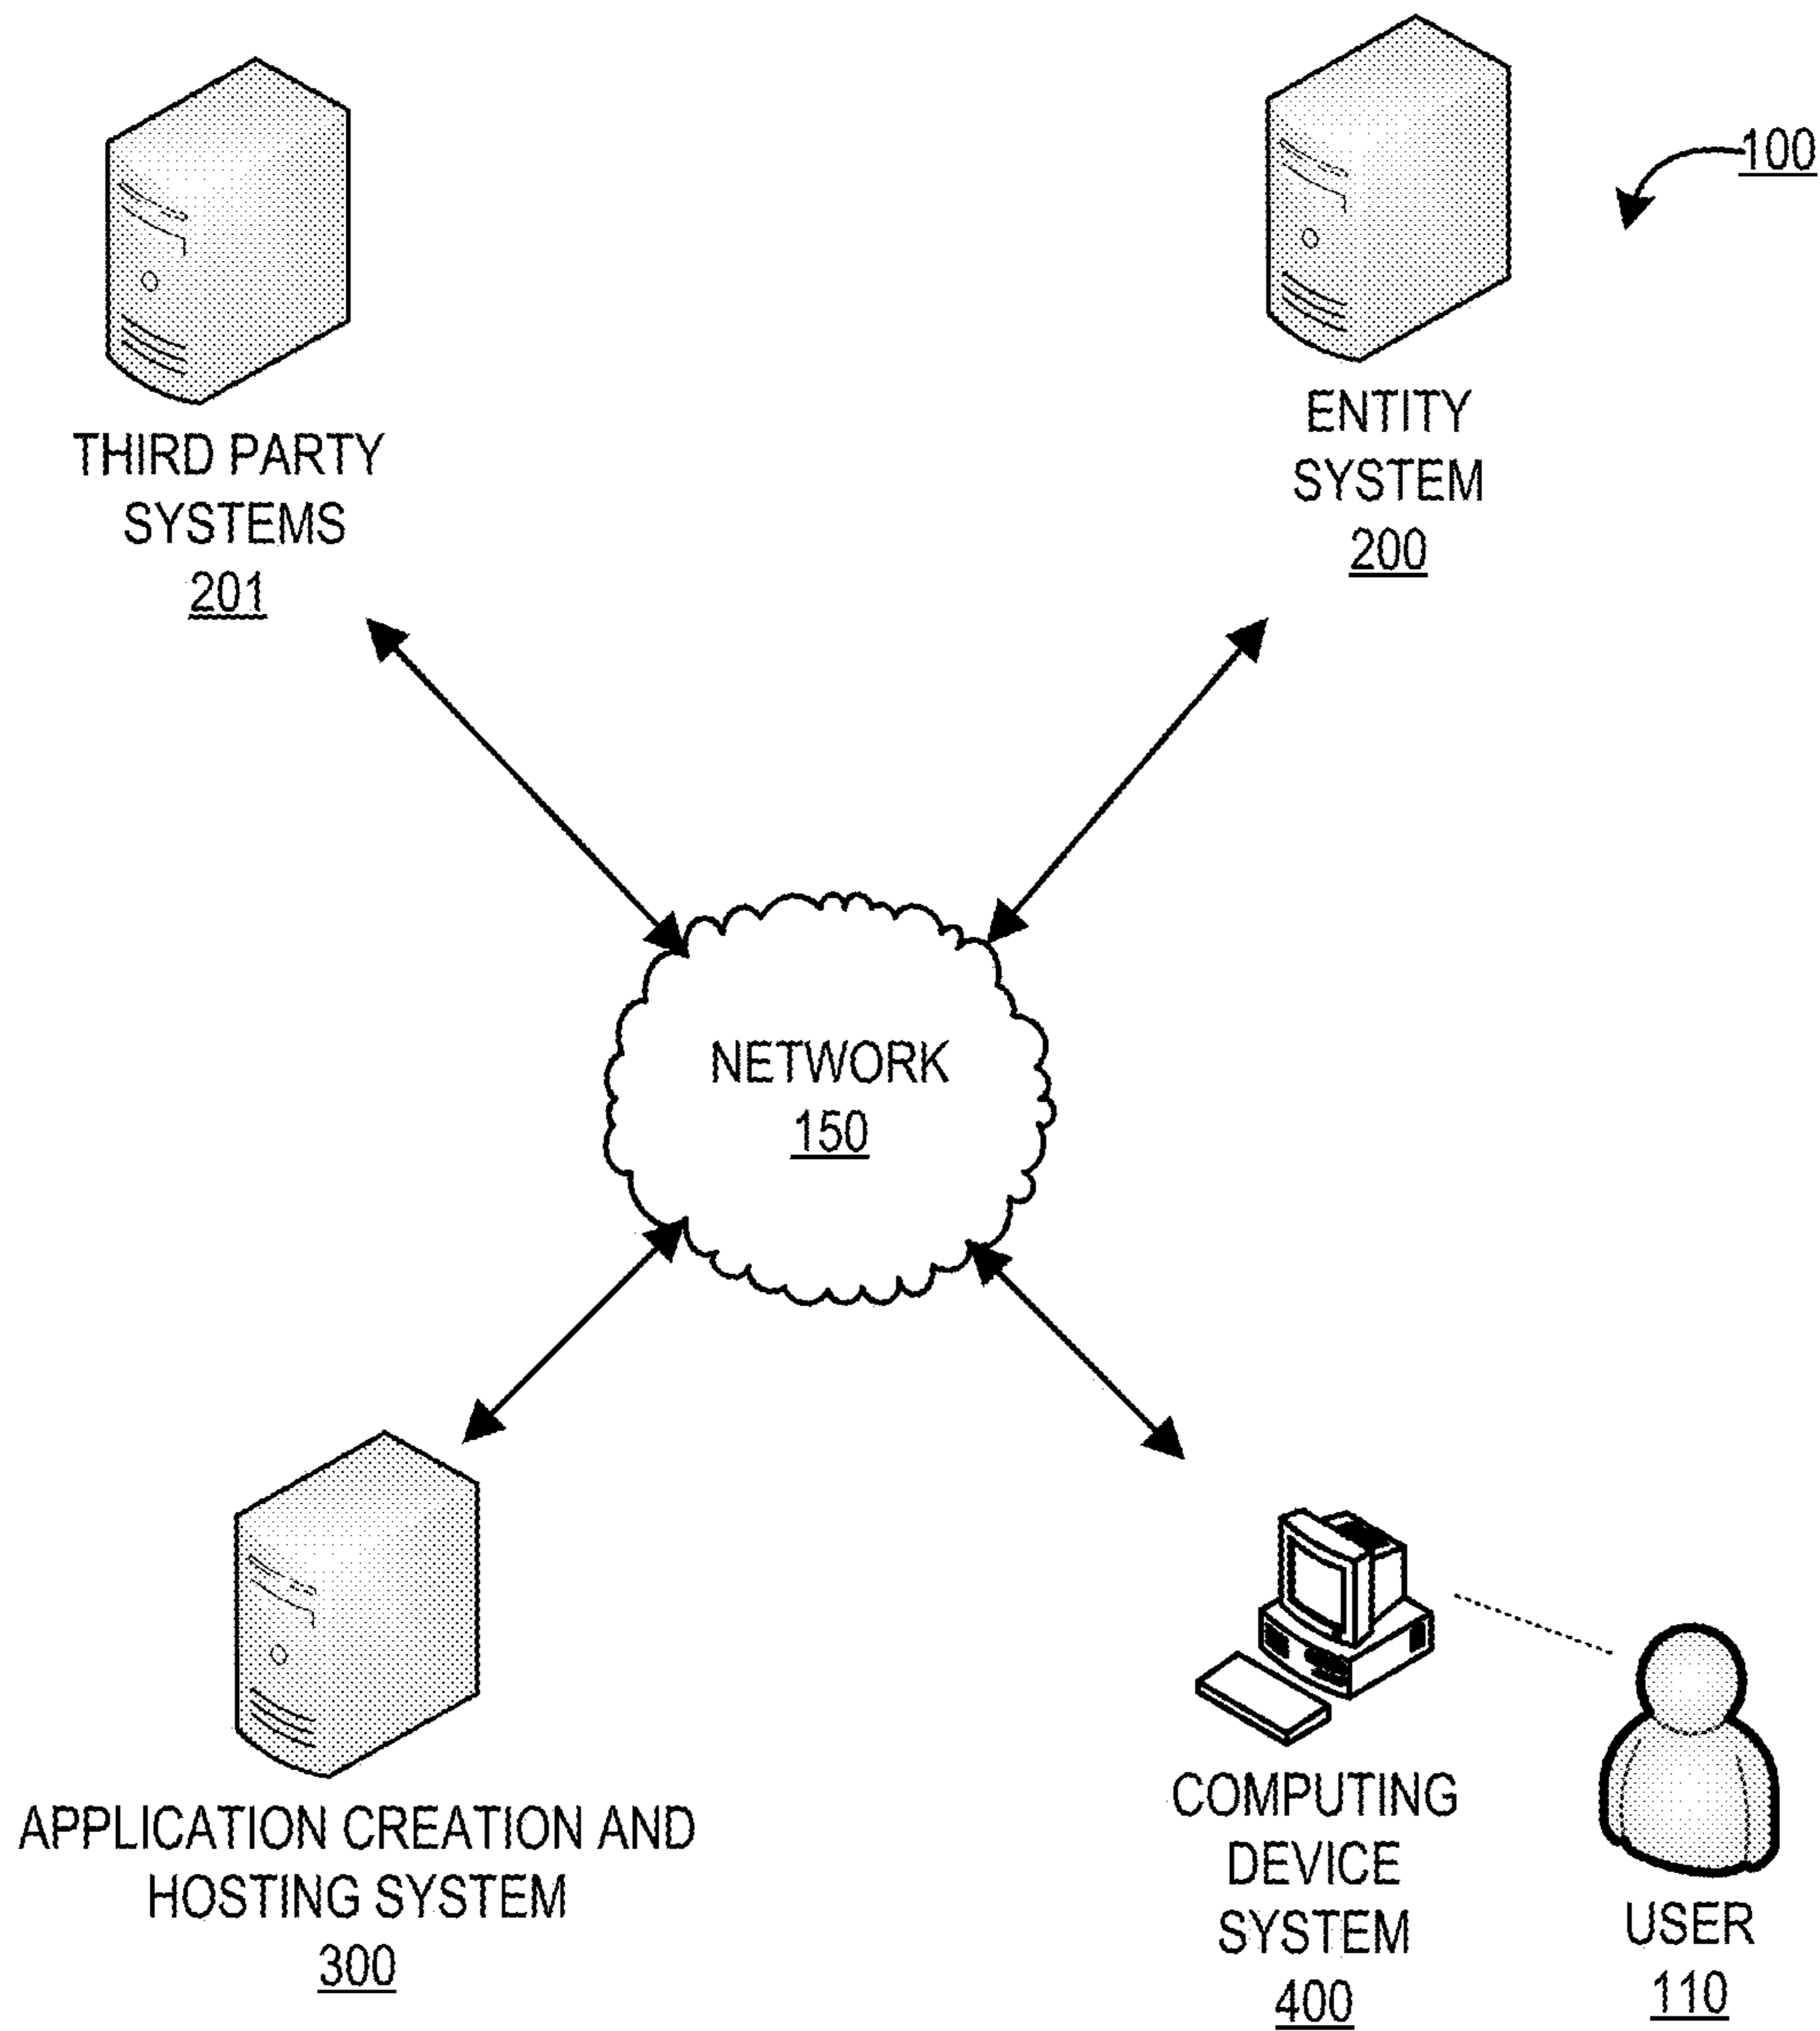 100
THIRD PARTY
SYSTEMS
201
ENTITY
SYSTEM
200
NETWORK
150
APPLICATION CREATION AND
HOSTING SYSTEM
300
COMPUTING
DEVICE
SYSTEM
400
USER
110